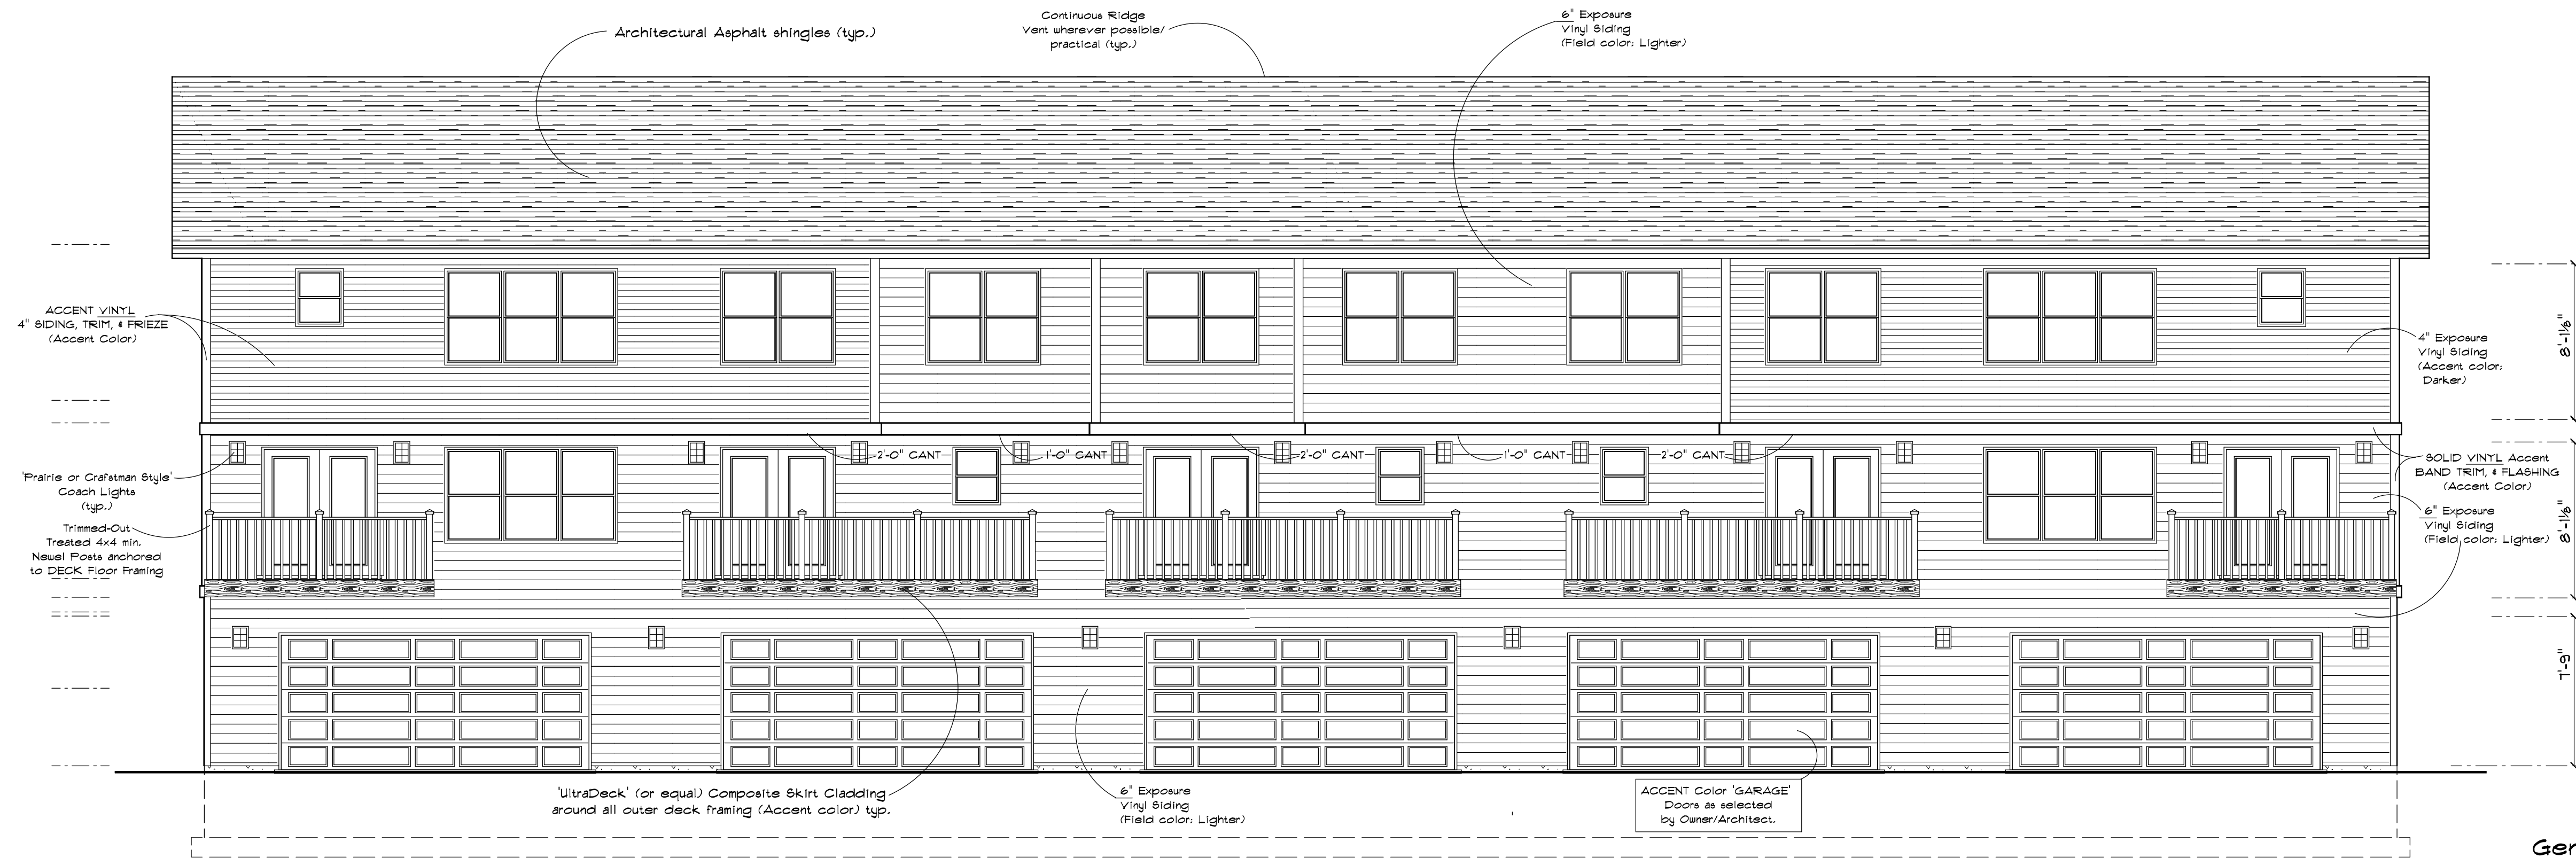 Architectural Asphalt shingles (typ.)
Continuous Ridge
Vent wherever possible/
practical (typ.)
6" Exposure
Vinyl Siding
(Field color: Lighter)
ACCENT VINYL
4" SIDING, TRIM, & FRIEZE
(Accent Color)
4" Exposure
Vinyl Siding
(Accent color:
Darker)
8'-1⅛"
2'-0" CANT
1'-0" CANT
2'-0" CANT
1'-0" CANT
2'-0" CANT
'Prairie or Craftsman Style'
Coach Lights
(typ.)
Trimmed-Out
Treated 4x4 min.
Newel Posts anchored
to DECK Floor Framing
SOLID VINYL Accent
BAND TRIM, & FLASHING
(Accent Color)
6" Exposure
Vinyl Siding
(Field color: Lighter)
8'-1⅛"
7'-9"
'UltraDeck' (or equal) Composite Skirt Cladding
around all outer deck framing (Accent color) typ.
6" Exposure
Vinyl Siding
(Field color: Lighter)
ACCENT Color 'GARAGE'
Doors as selected
by Owner/Architect.
Ger